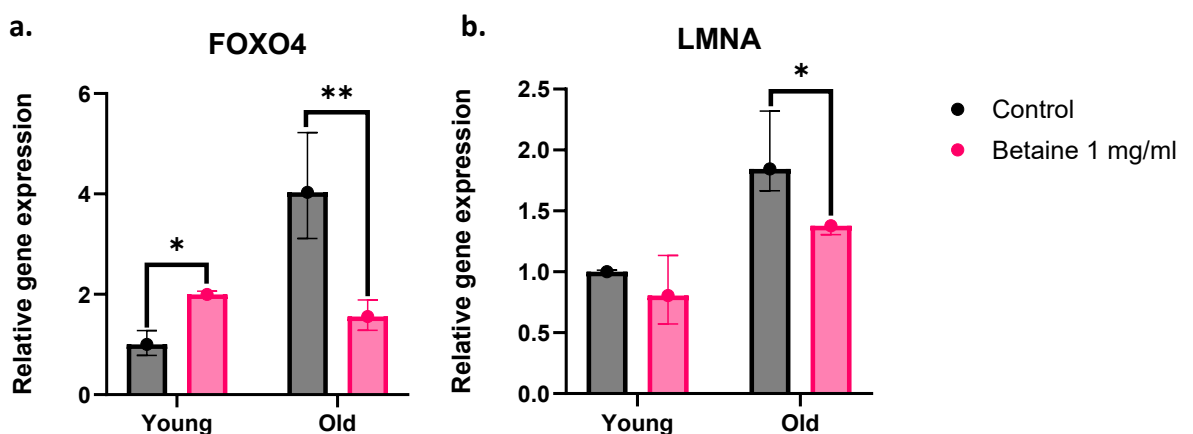 a.
FOXO4
Relative gene expression
6
4
2
0
*
**
Young
Old
b.
LMNA
Relative gene expression
2.5
2.0
1.5
1.0
0.5
0.0
*
Young
Old
Control
Betaine 1 mg/ml